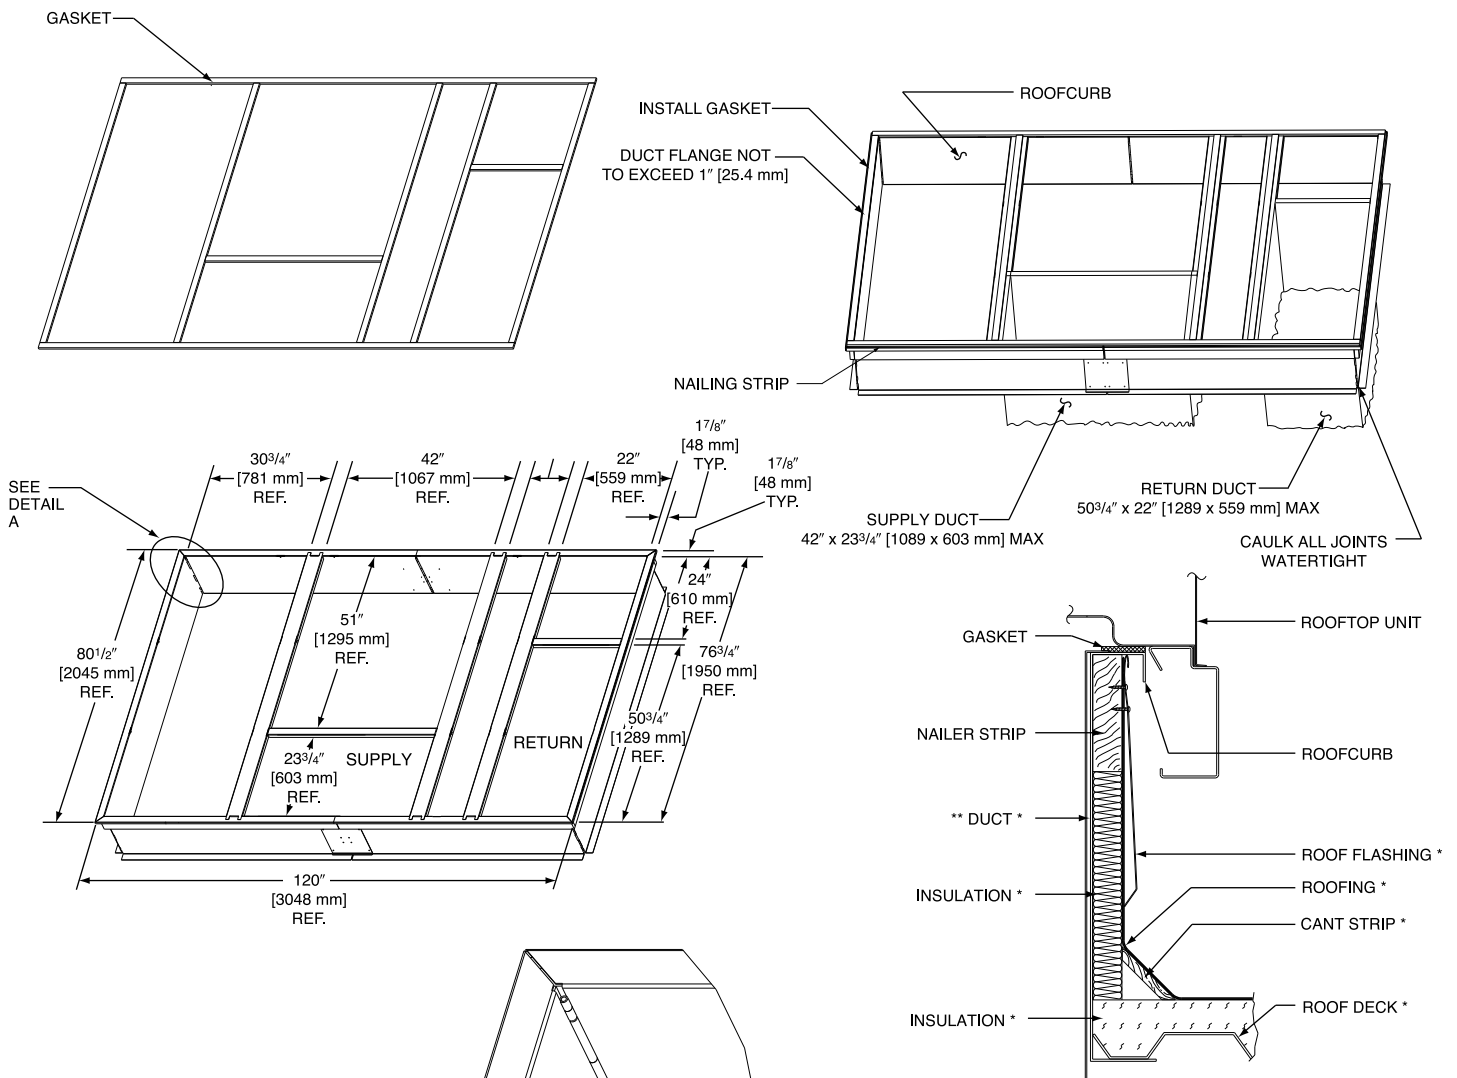 GASKET
INSTALL GASKET
DUCT FLANGE NOT
TO EXCEED 1″ [25.4 mm]
ROOFCURB
NAILING STRIP
SUPPLY DUCT
42″ x 233/4″ [1089 x 603 mm] MAX
RETURN DUCT
503/4″ x 22″ [1289 x 559 mm] MAX
CAULK ALL JOINTS
WATERTIGHT
SEE
DETAIL
A
303/4″
[781 mm]
REF.
42″
[1067 mm]
REF.
22″
[559 mm]
REF.
17/8″
[48 mm]
TYP.
17/8″
[48 mm]
TYP.
801/2″
[2045 mm]
REF.
51″
[1295 mm]
REF.
24″
[610 mm]
REF.
763/4″
[1950 mm]
REF.
503/4″
[1289 mm]
REF.
233/4″
[603 mm]
REF.
SUPPLY
RETURN
120″
[3048 mm]
REF.
GASKET
ROOFTOP UNIT
NAILER STRIP
ROOFCURB
** DUCT *
ROOF FLASHING *
INSULATION *
ROOFING *
CANT STRIP *
INSULATION *
ROOF DECK *